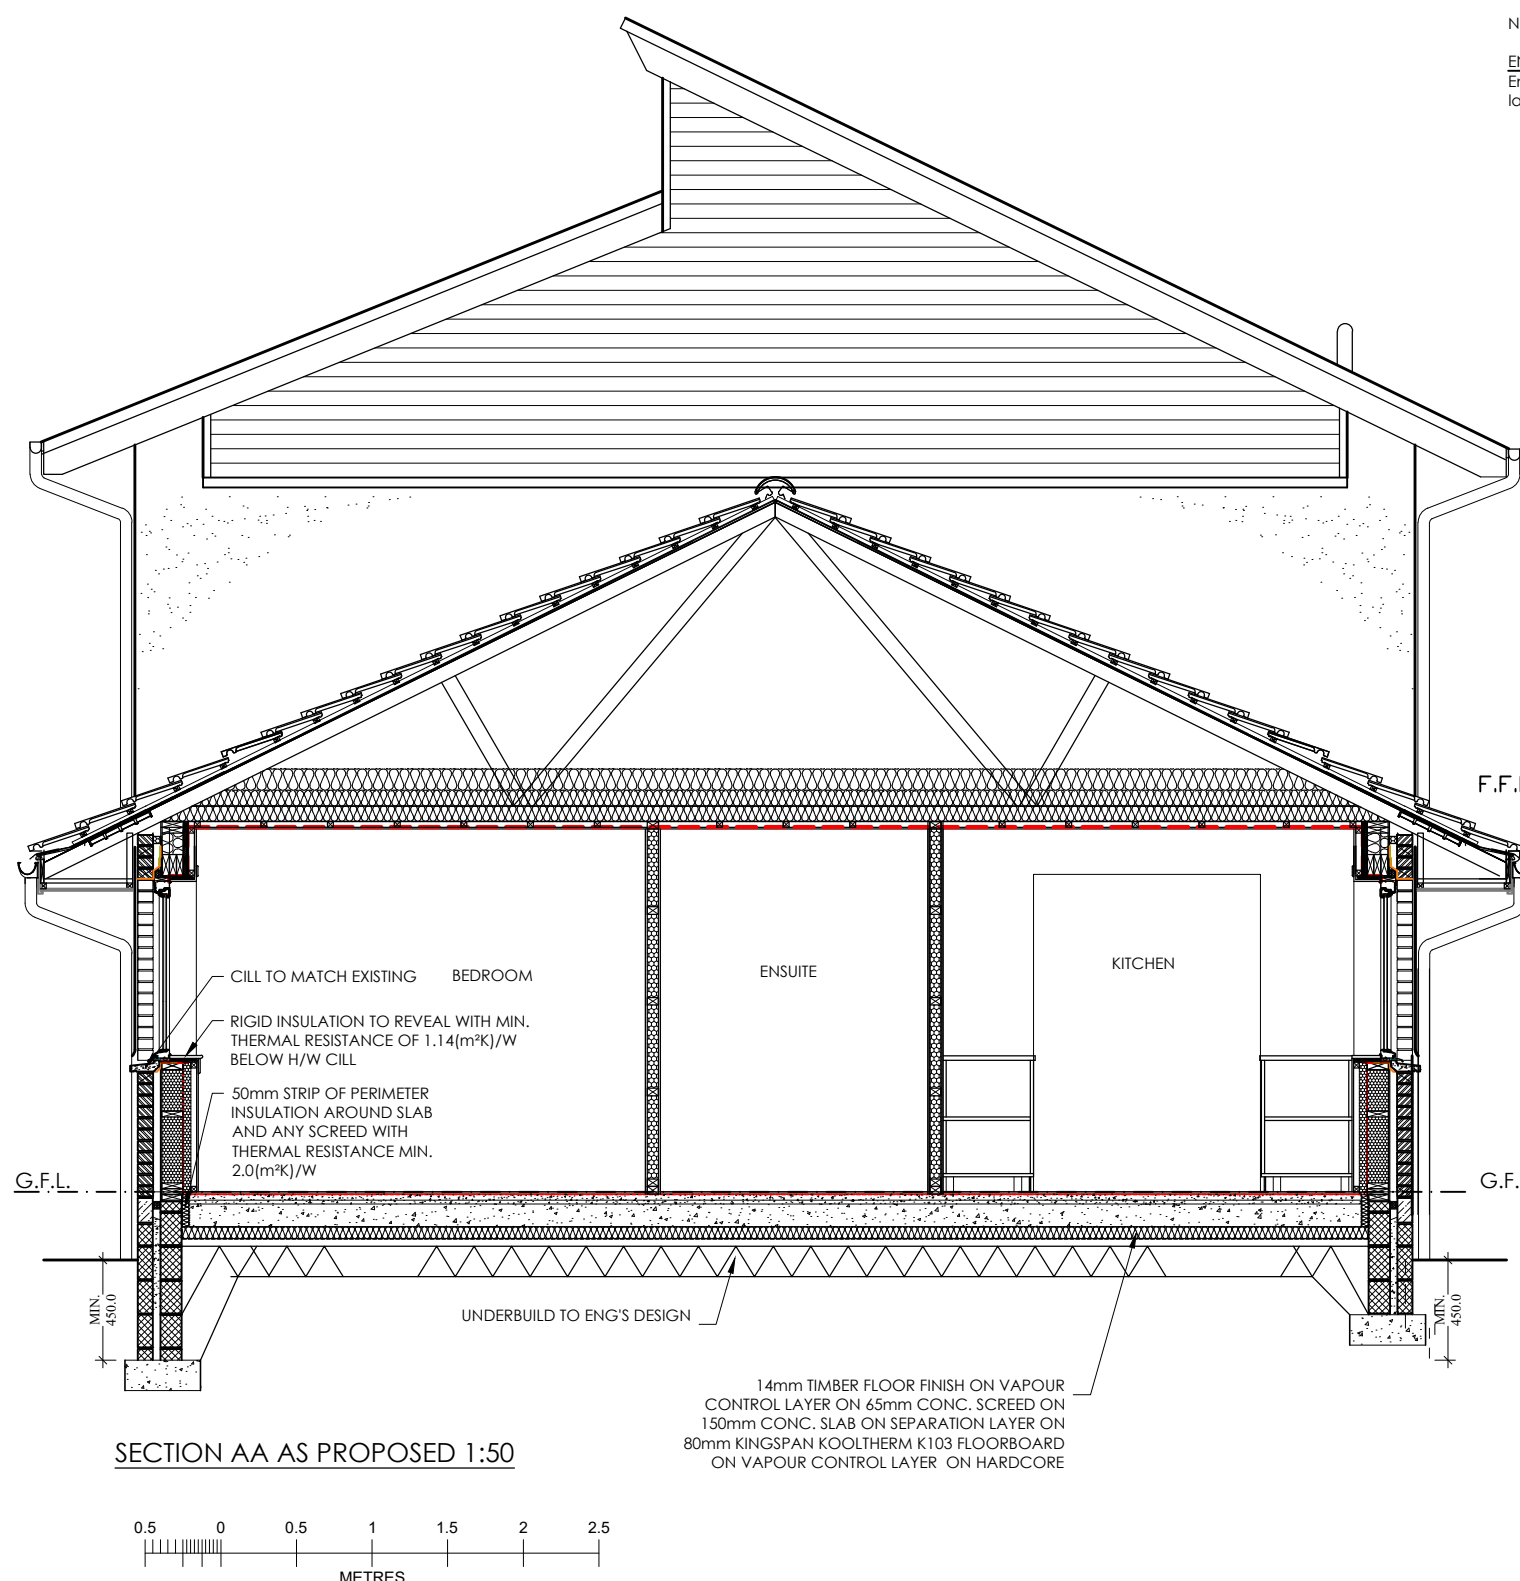 N
EN
En
lo
F.F.
CILL TO MATCH EXISTING
BEDROOM
ENSUITE
KITCHEN
RIGID INSULATION TO REVEAL WITH MIN.
THERMAL RESISTANCE OF 1.14(m²K)/W
BELOW H/W CILL
50mm STRIP OF PERIMETER
INSULATION AROUND SLAB
AND ANY SCREED WITH
THERMAL RESISTANCE MIN.
2.0(m²K)/W
G.F.L.
G.F.
MIN.
450.0
UNDERBUILD TO ENG'S DESIGN
MIN.
450.0
14mm TIMBER FLOOR FINISH ON VAPOUR
CONTROL LAYER ON 65mm CONC. SCREED ON
150mm CONC. SLAB ON SEPARATION LAYER ON
80mm KINGSPAN KOOLTHERM K103 FLOORBOARD
ON VAPOUR CONTROL LAYER ON HARDCORE
SECTION AA AS PROPOSED 1:50
0.5 0 0.5 1 1.5 2 2.5
METRES